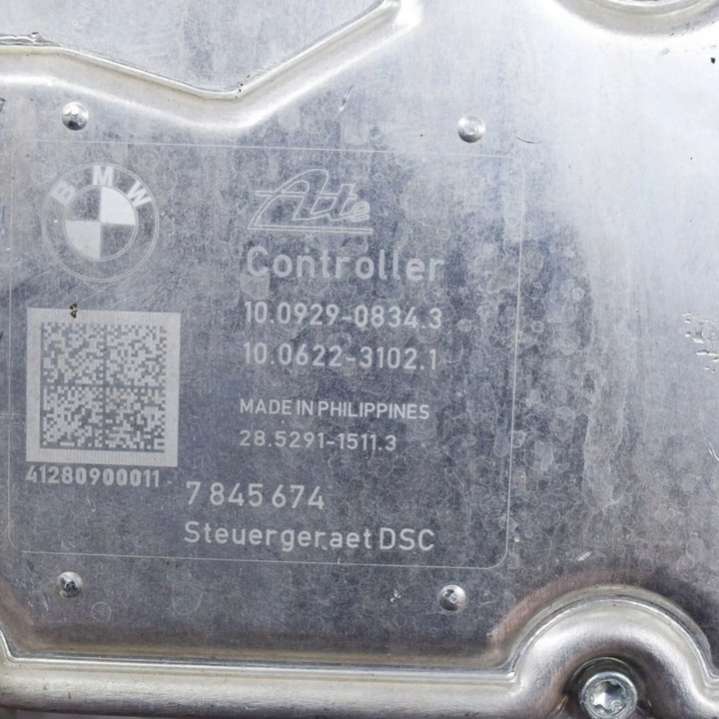 BMW
Ate
Controller
10.0929-0834.3
10.0622-3102.1
MADE IN PHILIPPINES
28.5291-1511.3
41280900011
7 845 674
Steuergeraet DSC